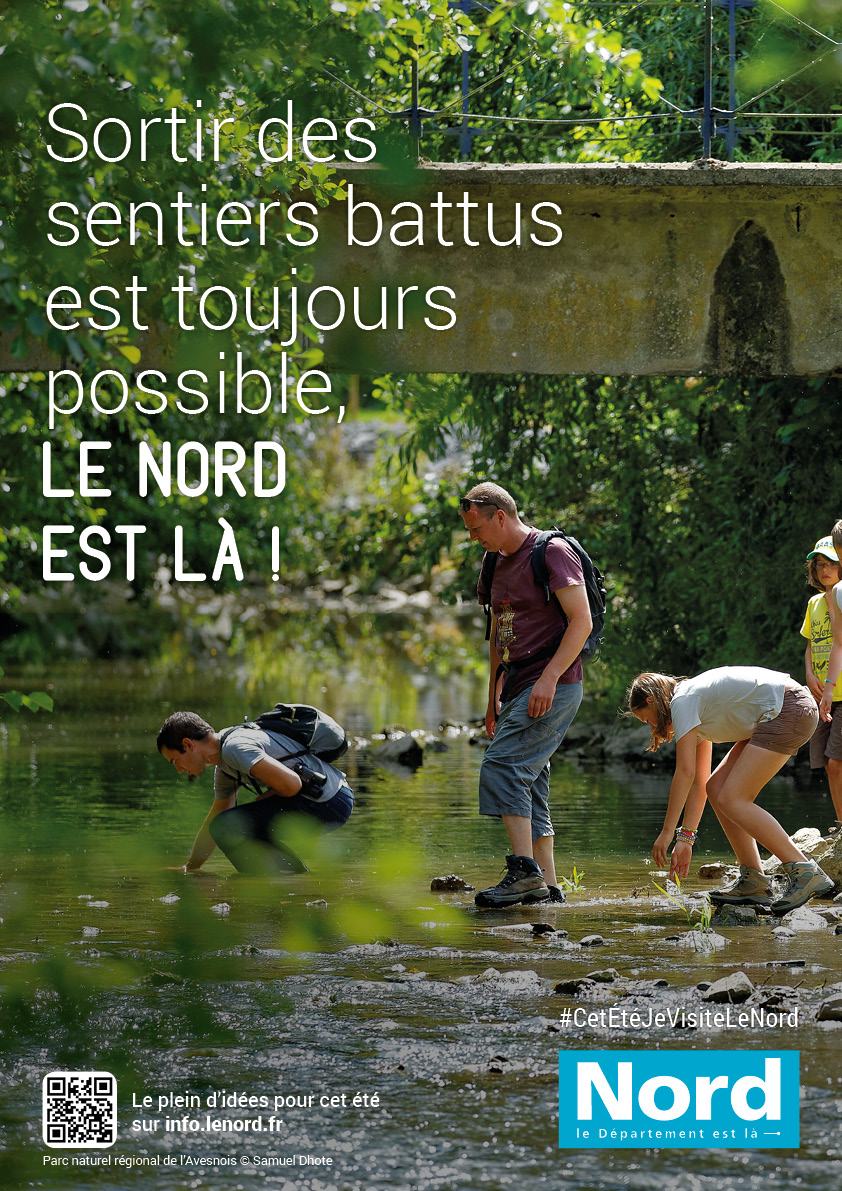 Sortir des
sentiers battus
est toujours
possible,
LE NORD
EST LÀ !
#CetÉtéJeVisiteLeNord
Nord
le Département est là
Le plein d'idées pour cet été
sur info.lenord.fr
Parc naturel régional de l'Avesnois © Samuel Dhote